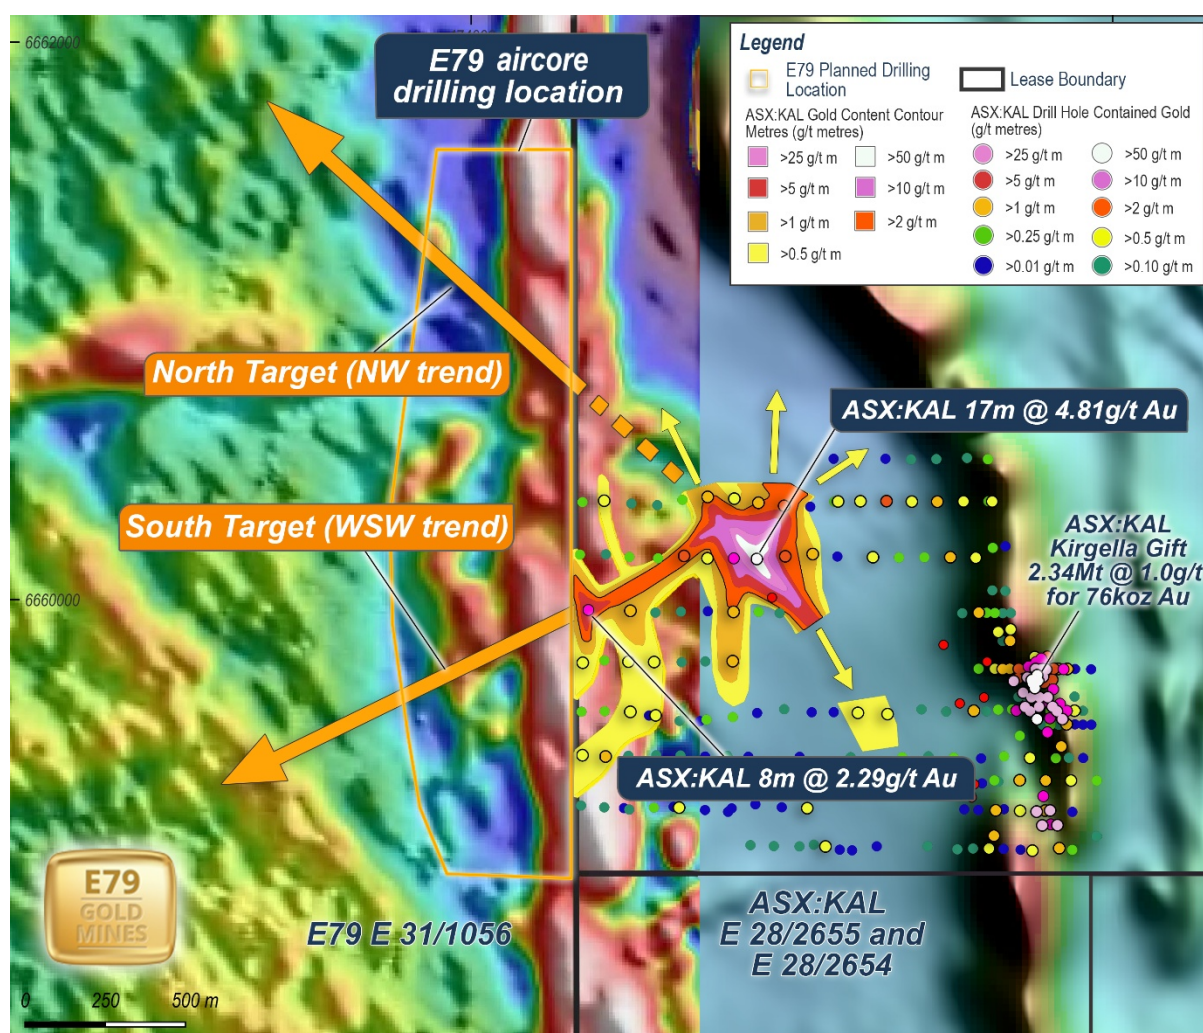 6662000
E79 aircore
drilling location
Legend
E79 Planned Drilling
Location
Lease Boundary
ASX:KAL Gold Content Contour
Metres (g/t metres)
>25 g/t m
>50 g/t m
>5 g/t m
>10 g/t m
>1 g/t m
>2 g/t m
>0.5 g/t m
ASX:KAL Drill Hole Contained Gold
(g/t metres)
>25 g/t m
>50 g/t m
>5 g/t m
>10 g/t m
>1 g/t m
>2 g/t m
>0.25 g/t m
>0.5 g/t m
>0.01 g/t m
>0.10 g/t m
North Target (NW trend)
ASX:KAL 17m @ 4.81g/t Au
South Target (WSW trend)
ASX:KAL
Kirgella Gift
2.34Mt @ 1.0g/t
for 76koz Au
6660000
ASX:KAL 8m @ 2.29g/t Au
E79
GOLD
MINES
E79 E 31/1056
ASX:KAL
E 28/2655 and
E 28/2654
0 250 500 m